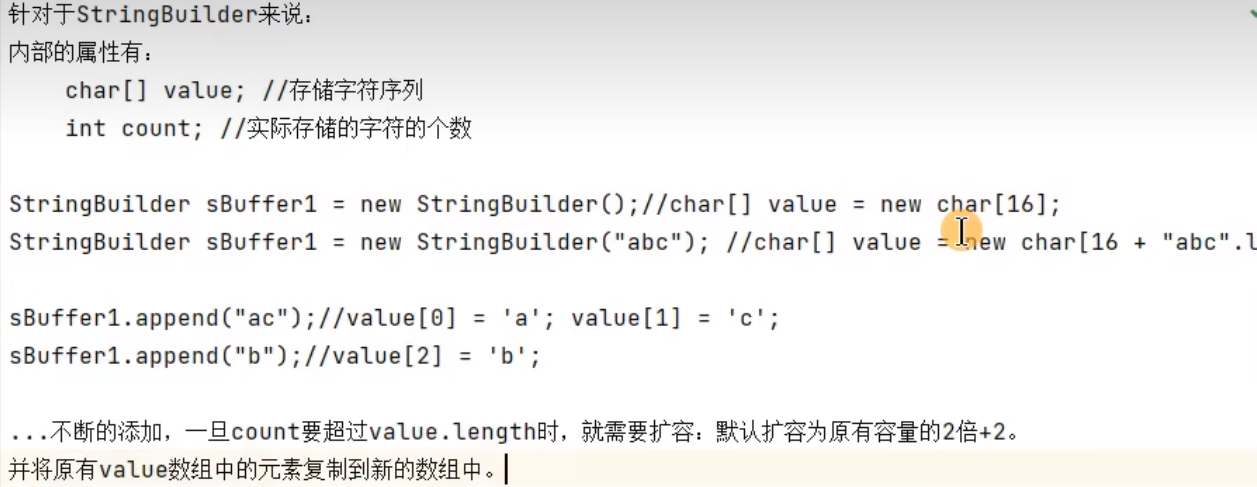 针对于StringBuilder来说：
内部的属性有：
char[] value; //存储字符序列
int count; //实际存储的字符的个数
StringBuilder sBuffer1 = new StringBuilder();//char[] value = new char[16];
StringBuilder sBuffer1 = new StringBuilder("abc"); //char[] value = new char[16 + "abc".l
sBuffer1.append("ac");//value[0] = 'a'; value[1] = 'c';
sBuffer1.append("b");//value[2] = 'b';
...不断的添加，一旦count要超过value.length时，就需要扩容：默认扩容为原有容量的2倍+2。
并将原有value数组中的元素复制到新的数组中。